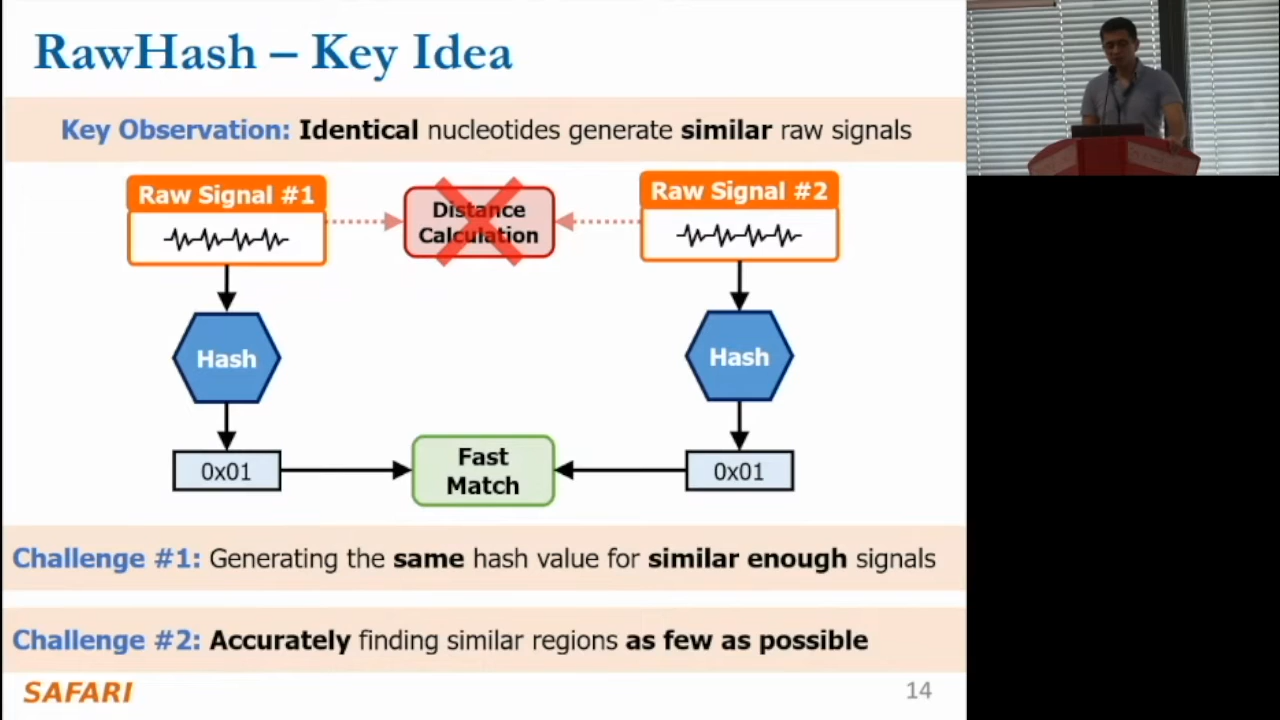 RawHash – Key Idea
Key Observation: Identical nucleotides generate similar raw signals
Raw Signal #1
Distance
Calculation
Raw Signal #2
Hash
Hash
0x01
Fast
Match
0x01
Challenge #1: Generating the same hash value for similar enough signals
Challenge #2: Accurately finding similar regions as few as possible
SAFARI
14